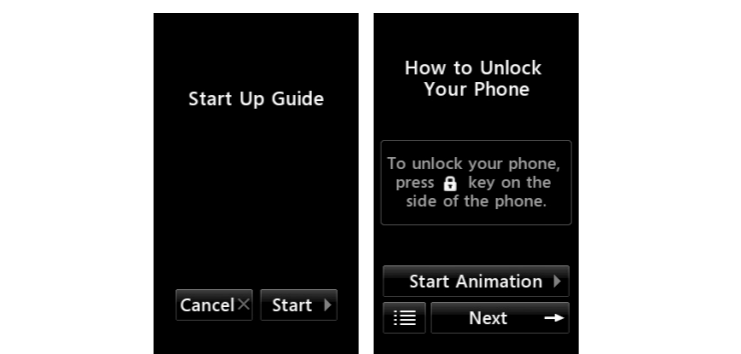 Start Up Guide
Cancel
Start
How to Unlock
Your Phone
To unlock your phone,
press key on the
side of the phone.
Start Animation
Next